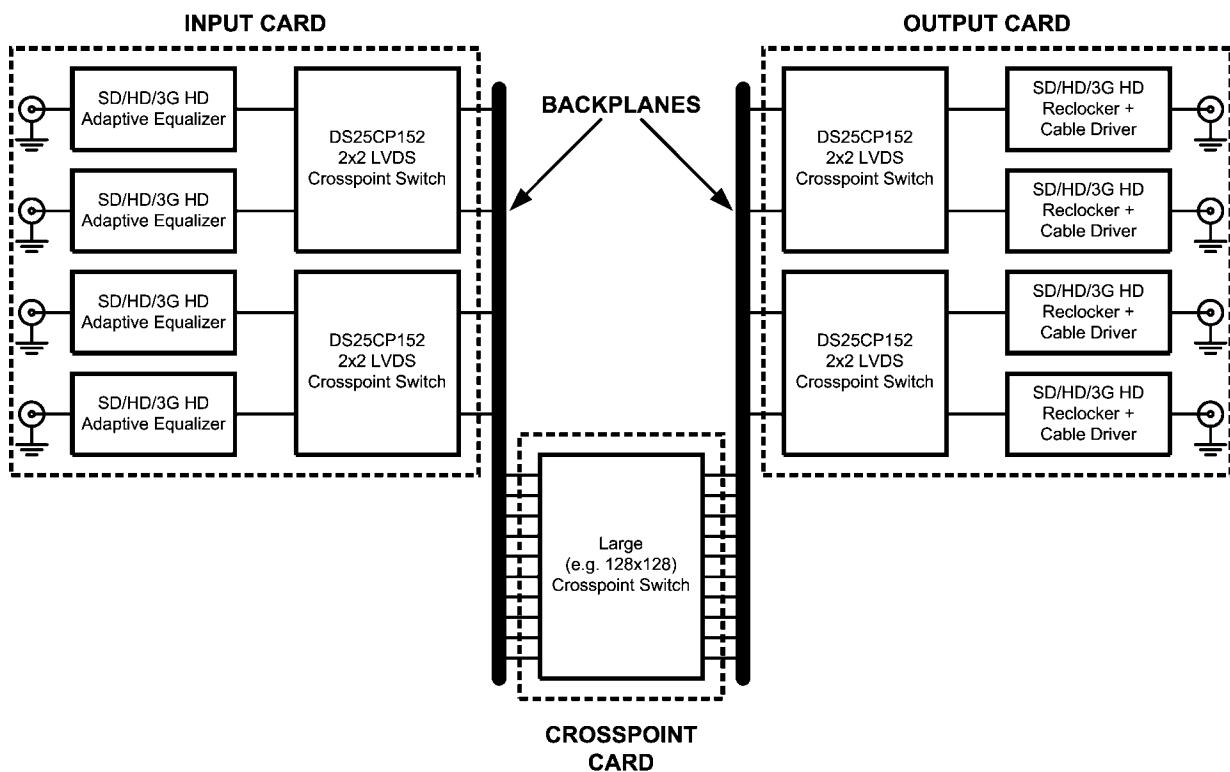 INPUT CARD
SD/HD/3G HD
Adaptive Equalizer
SD/HD/3G HD
Adaptive Equalizer
SD/HD/3G HD
Adaptive Equalizer
SD/HD/3G HD
Adaptive Equalizer
DS25CP152
2x2 LVDS
Crosspoint Switch
DS25CP152
2x2 LVDS
Crosspoint Switch
BACKPLANES
Large
(e.g. 128x128)
Crosspoint Switch
CROSSPOINT
CARD
OUTPUT CARD
DS25CP152
2x2 LVDS
Crosspoint Switch
DS25CP152
2x2 LVDS
Crosspoint Switch
SD/HD/3G HD
Reclocker +
Cable Driver
SD/HD/3G HD
Reclocker +
Cable Driver
SD/HD/3G HD
Reclocker +
Cable Driver
SD/HD/3G HD
Reclocker +
Cable Driver